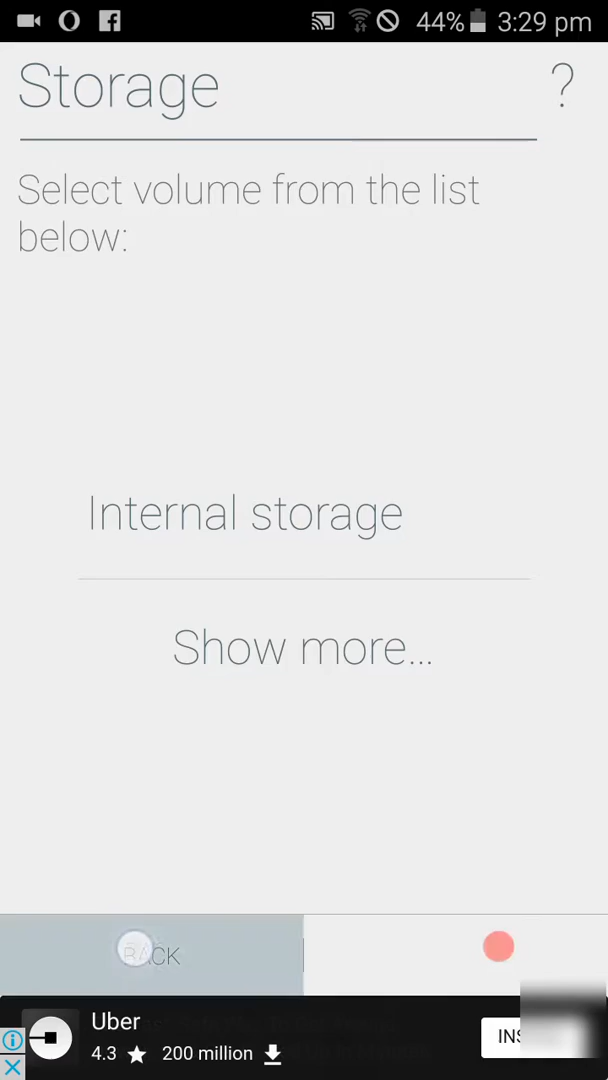 44% 3:29 pm
Storage ?
Select volume from the list
below:
Internal storage
Show more...
BACK
Uber
4.3 200 million